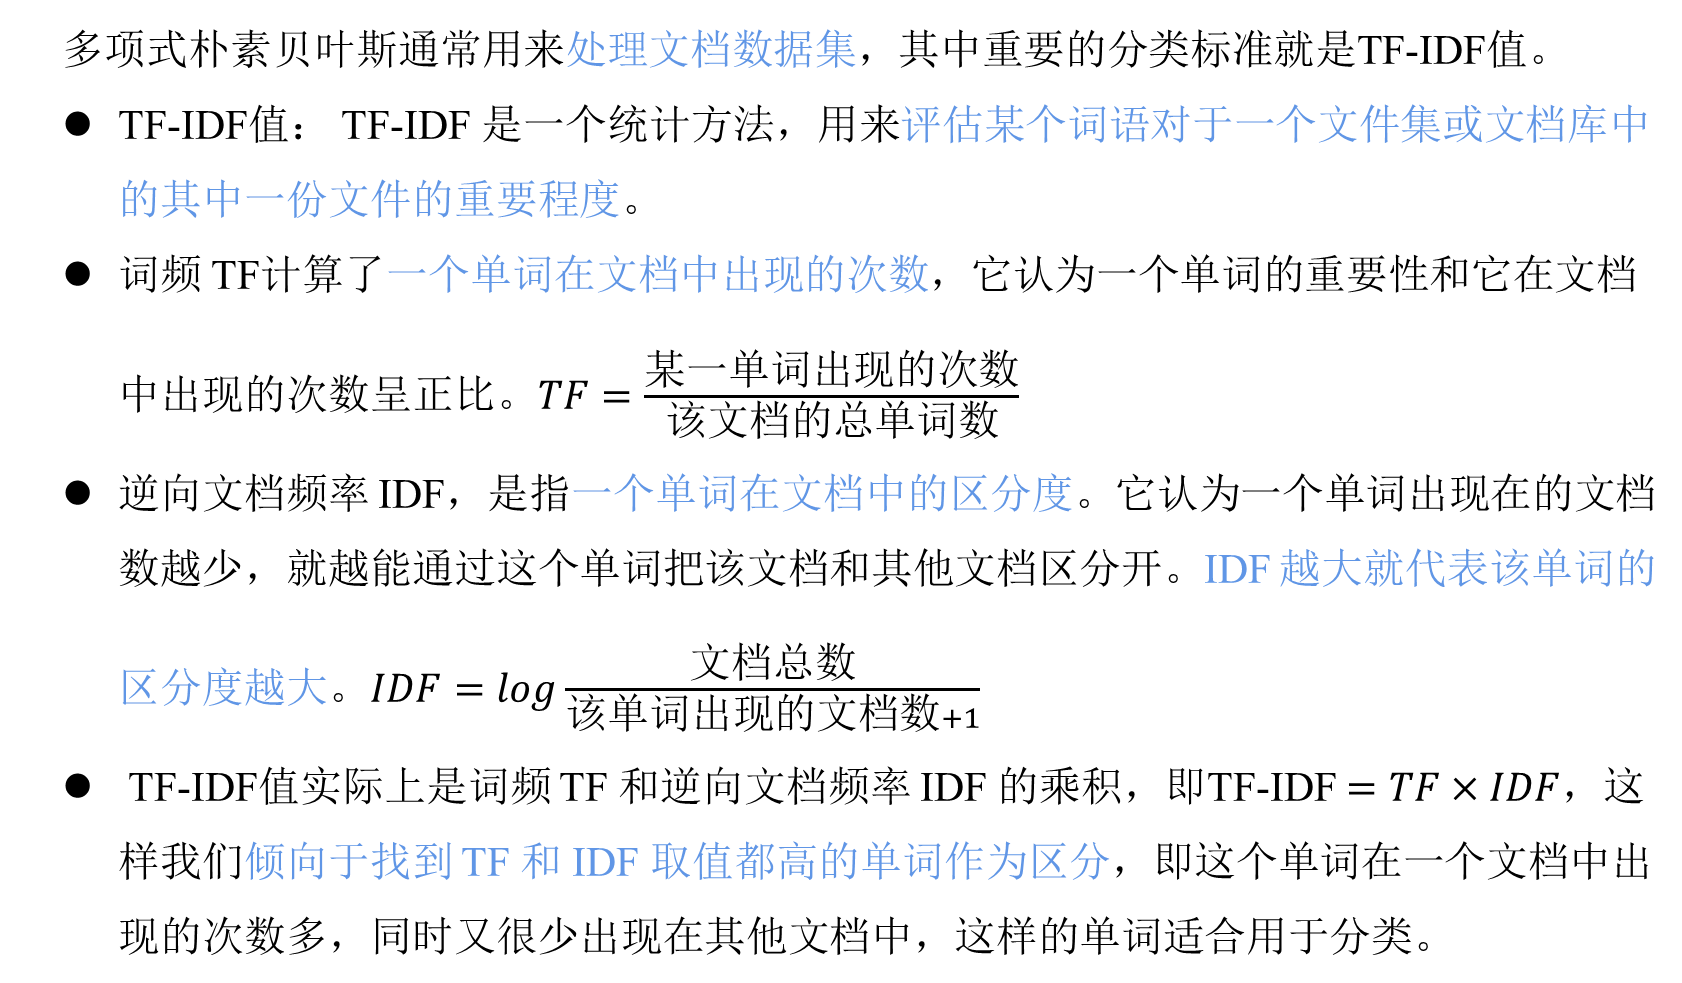 多项式朴素贝叶斯通常用来处理文档数据集，其中重要的分类标准就是TF-IDF值。
● TF-IDF值： TF-IDF 是一个统计方法，用来评估某个词语对于一个文件集或文档库中
的其中一份文件的重要程度。
● 词频 TF计算了一个单词在文档中出现的次数，它认为一个单词的重要性和它在文档
中出现的次数呈正比。TF = 某一单词出现的次数
该文档的总单词数
● 逆向文档频率 IDF，是指一个单词在文档中的区分度。它认为一个单词出现在的文档
数越少，就越能通过这个单词把该文档和其他文档区分开。IDF 越大就代表该单词的
区分度越大。IDF = log 文档总数
该单词出现的文档数+1
● TF-IDF值实际上是词频 TF 和逆向文档频率 IDF 的乘积，即TF-IDF = TF × IDF，这
样我们倾向于找到 TF 和 IDF 取值都高的单词作为区分，即这个单词在一个文档中出
现的次数多，同时又很少出现在其他文档中，这样的单词适合用于分类。